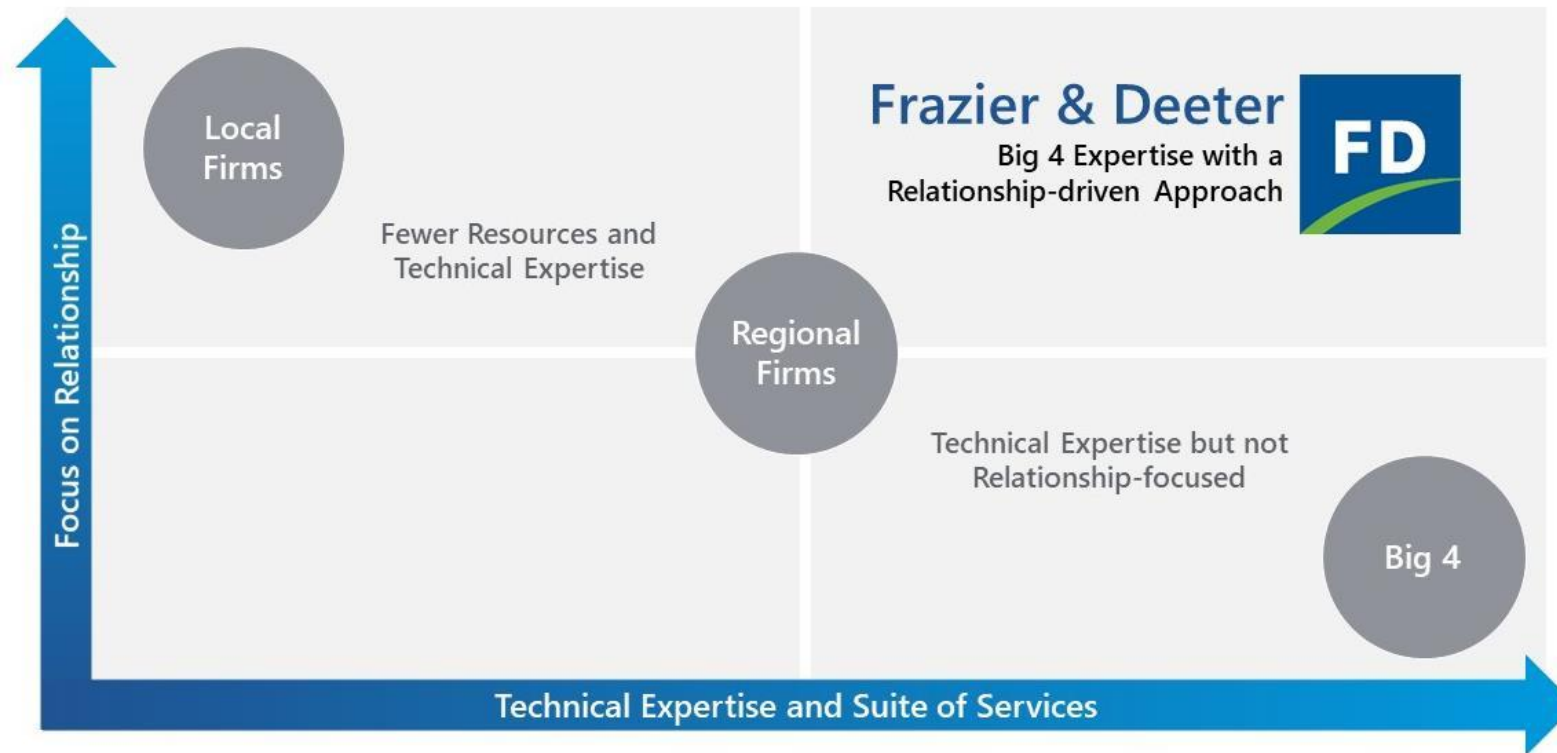 Local
Firms
Frazier & Deeter
Big 4 Expertise with a
Relationship-driven Approach
FD
Fewer Resources and
Technical Expertise
Regional
Firms
Technical Expertise but not
Relationship-focused
Big 4
Focus on Relationship
Technical Expertise and Suite of Services